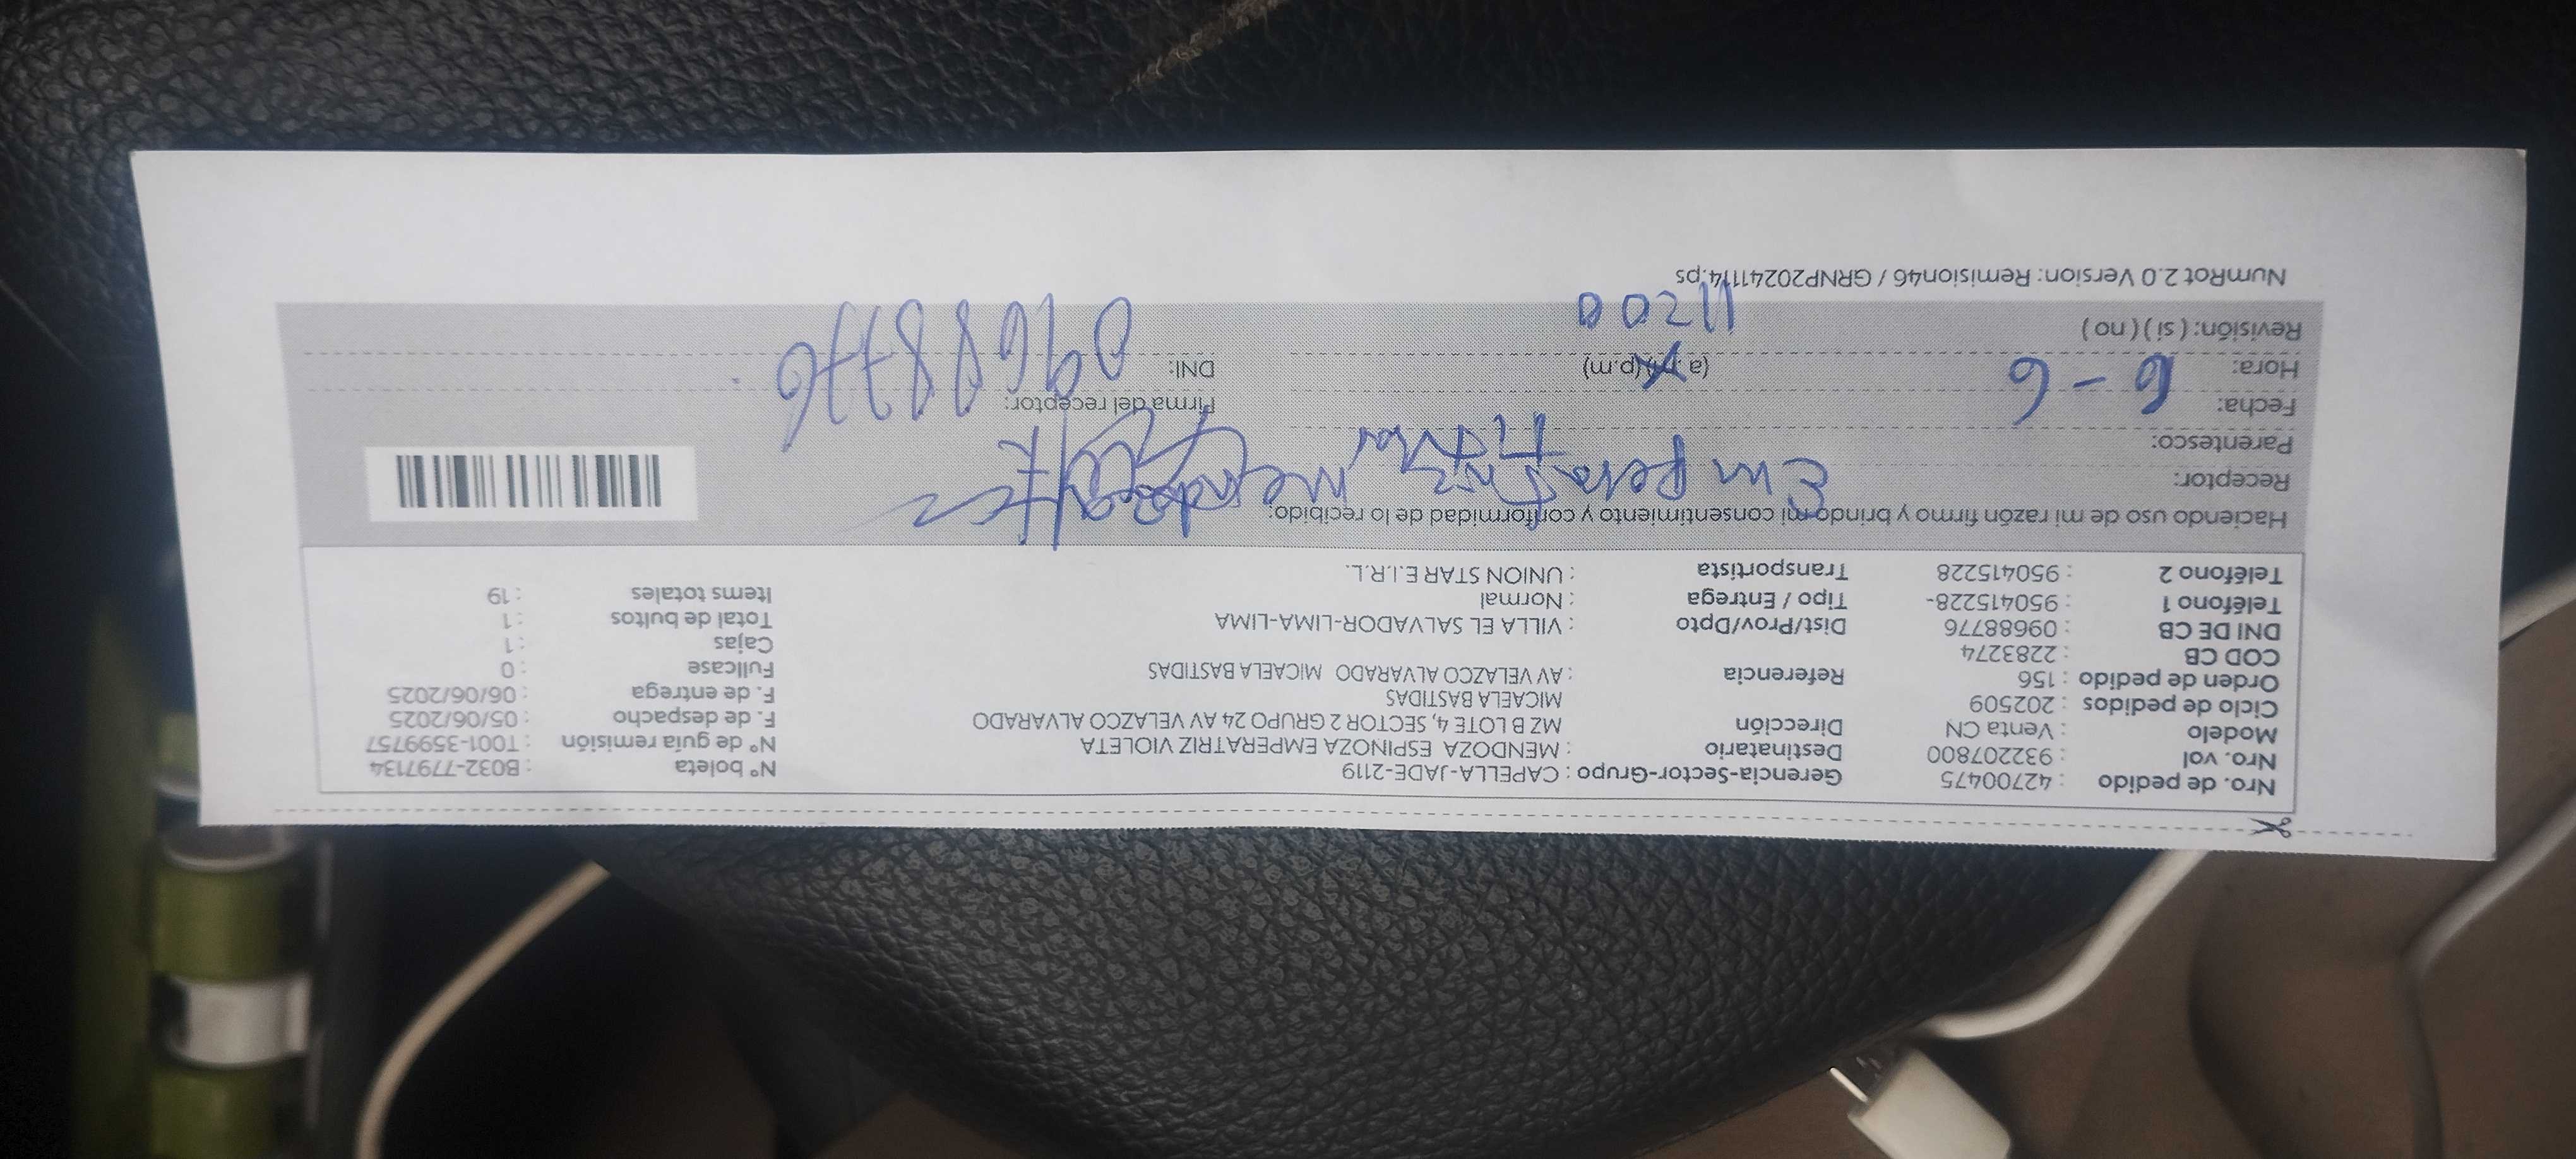 Nro. de pedido : 42700475 Gerencia-Sector-Grupo : CAPELLA-JADE-2119 N° boleta : B032-7797134
Nro. vol : 932207800 Destinatario : MENDOZA ESPINOZA EMPERATRIZ VIOLETA N° de guía remisión : T001-3599757
Modelo : Venta CN Dirección MZ B LOTE 4, SECTOR 2 GRUPO 24 AV VELAZCO ALVARADO F. de despacho : 05/06/2025
Ciclo de pedidos : 202509 MICAELA BASTIDAS F. de entrega : 06/06/2025
Orden de pedido : 156 Referencia : AV VELAZCO ALVARADO MICAELA BASTIDAS Fullcase : 0
COD CB : 2283274 Cajas : 1
DNI DE CB : 09688776 Dist/Prov/Dpto : VILLA EL SALVADOR-LIMA-LIMA Total de bultos : 1
Teléfono 1 : 950415228- Tipo / Entrega : Normal Items totales : 19
Teléfono 2 : 950415228 Transportista : UNION STAR E.I.R.L.
Haciendo uso de mi razón firmo y brindo mi consentimiento y conformidad de lo recibido:
Receptor:
Parentesco:
Fecha: 6-6 Firma del receptor:
Hora: (a.m)(p.m) DNI: 09688776
Revisión: ( si ) ( no ) 11200
NumRot 2.0 Version: Remision46 / GRNP20241114.ps